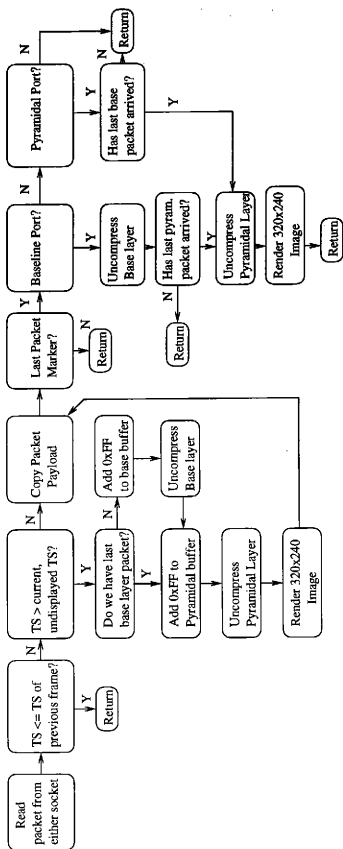 Read
packet from
either socket
TS <= TS of
previous frame?
N
Y
Return
TS > current,
undisplayed TS?
N
Y
Do we have last
base layer packet?
N
Y
Add 0xFF
to base buffer
Uncompress
Base layer
Add 0xFF to
Pyramidal buffer
Uncompress
Pyramidal Layer
Render 320x240
Image
Copy Packet
Payload
Last Packet
Marker?
Y
N
Return
Baseline Port?
N
Y
Uncompress
Base layer
Has last pyram.
packet arrived?
N
Y
Return
Uncompress
Pyramidal Layer
Render 320x240
Image
Return
Pyramidal Port?
N
Y
Has last base
packet arrived?
N
Y
Return